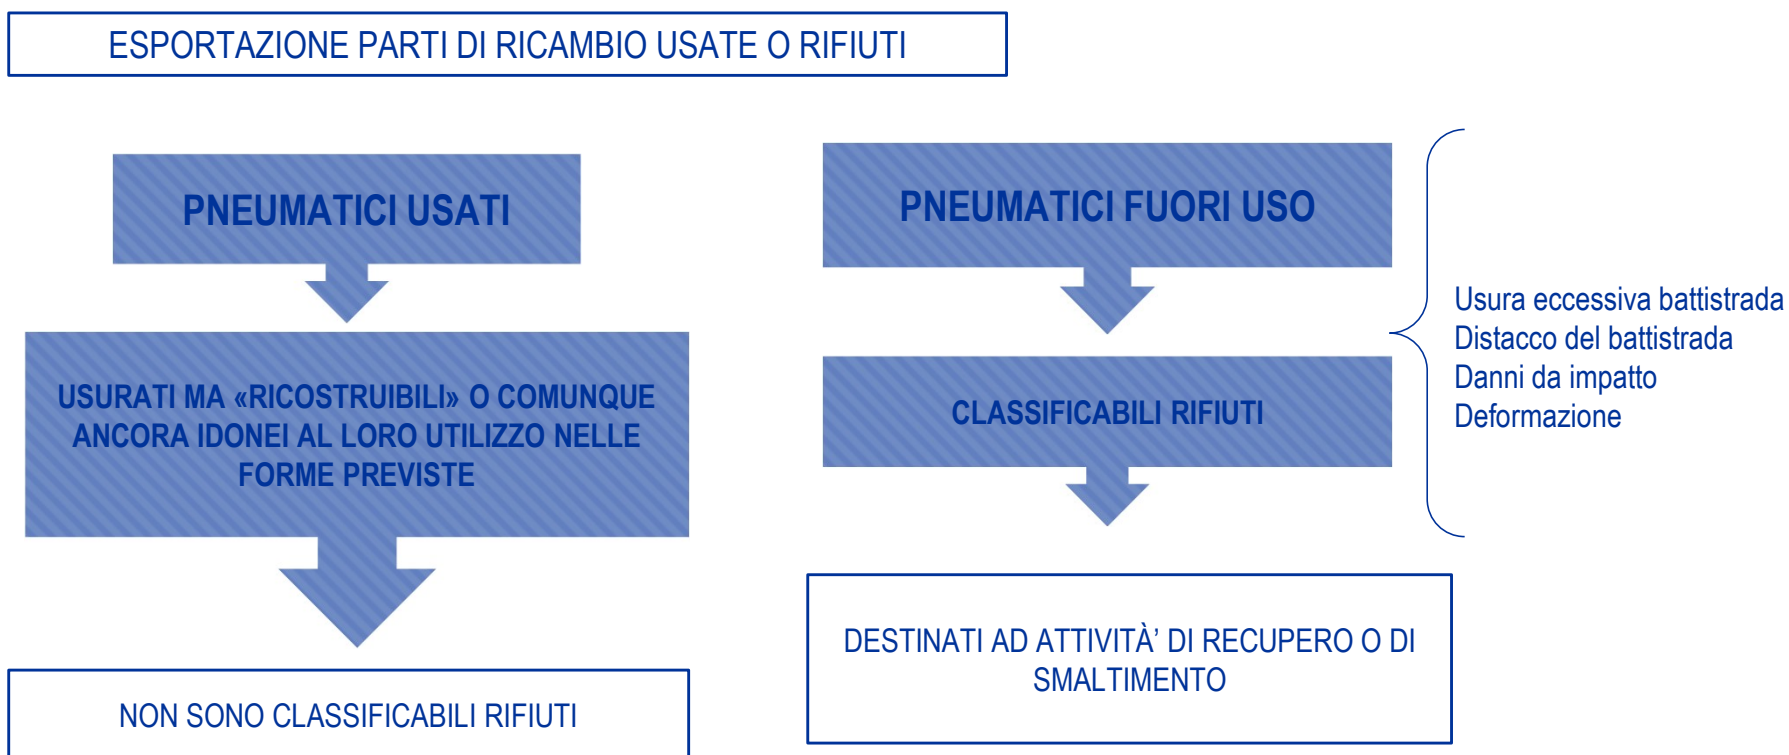 ESPORTAZIONE PARTI DI RICAMBIO USATE O RIFIUTI
PNEUMATICI USATI
USURATI MA «RICOSTRUIBILI» O COMUNQUE
ANCORA IDONEI AL LORO UTILIZZO NELLE
FORME PREVISTE
NON SONO CLASSIFICABILI RIFIUTI
PNEUMATICI FUORI USO
CLASSIFICABILI RIFIUTI
DESTINATI AD ATTIVITÀ’ DI RECUPERO O DI
SMALTIMENTO
Usura eccessiva battistrada
Distacco del battistrada
Danni da impatto
Deformazione